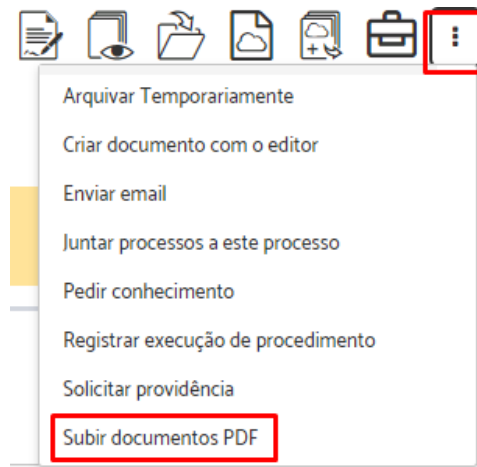 Arquivar Temporariamente
Criar documento com o editor
Enviar email
Juntar processos a este processo
Pedir conhecimento
Registrar execução de procedimento
Solicitar providência
Subir documentos PDF